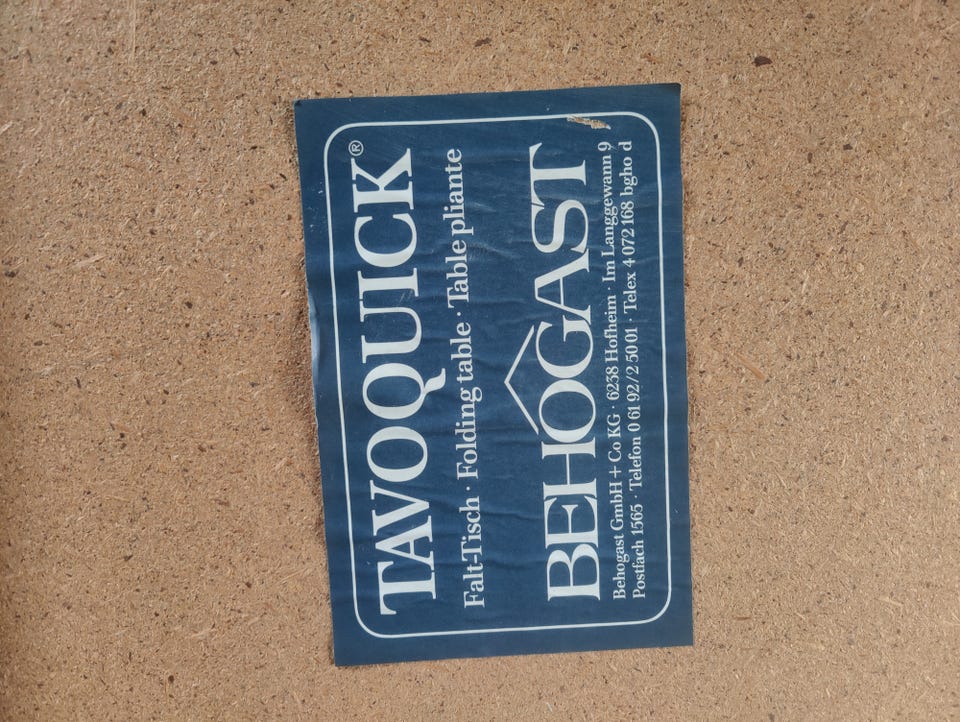 TAVOQUICK®
Falt-Tisch · Folding table · Table pliante
BEHOGAST
Behogast GmbH + Co KG · 6238 Hofheim · Im Langgewann 9
Postfach 1565 · Telefon 0 61 92/2 50 01 · Telex 4 072 168 bgho d